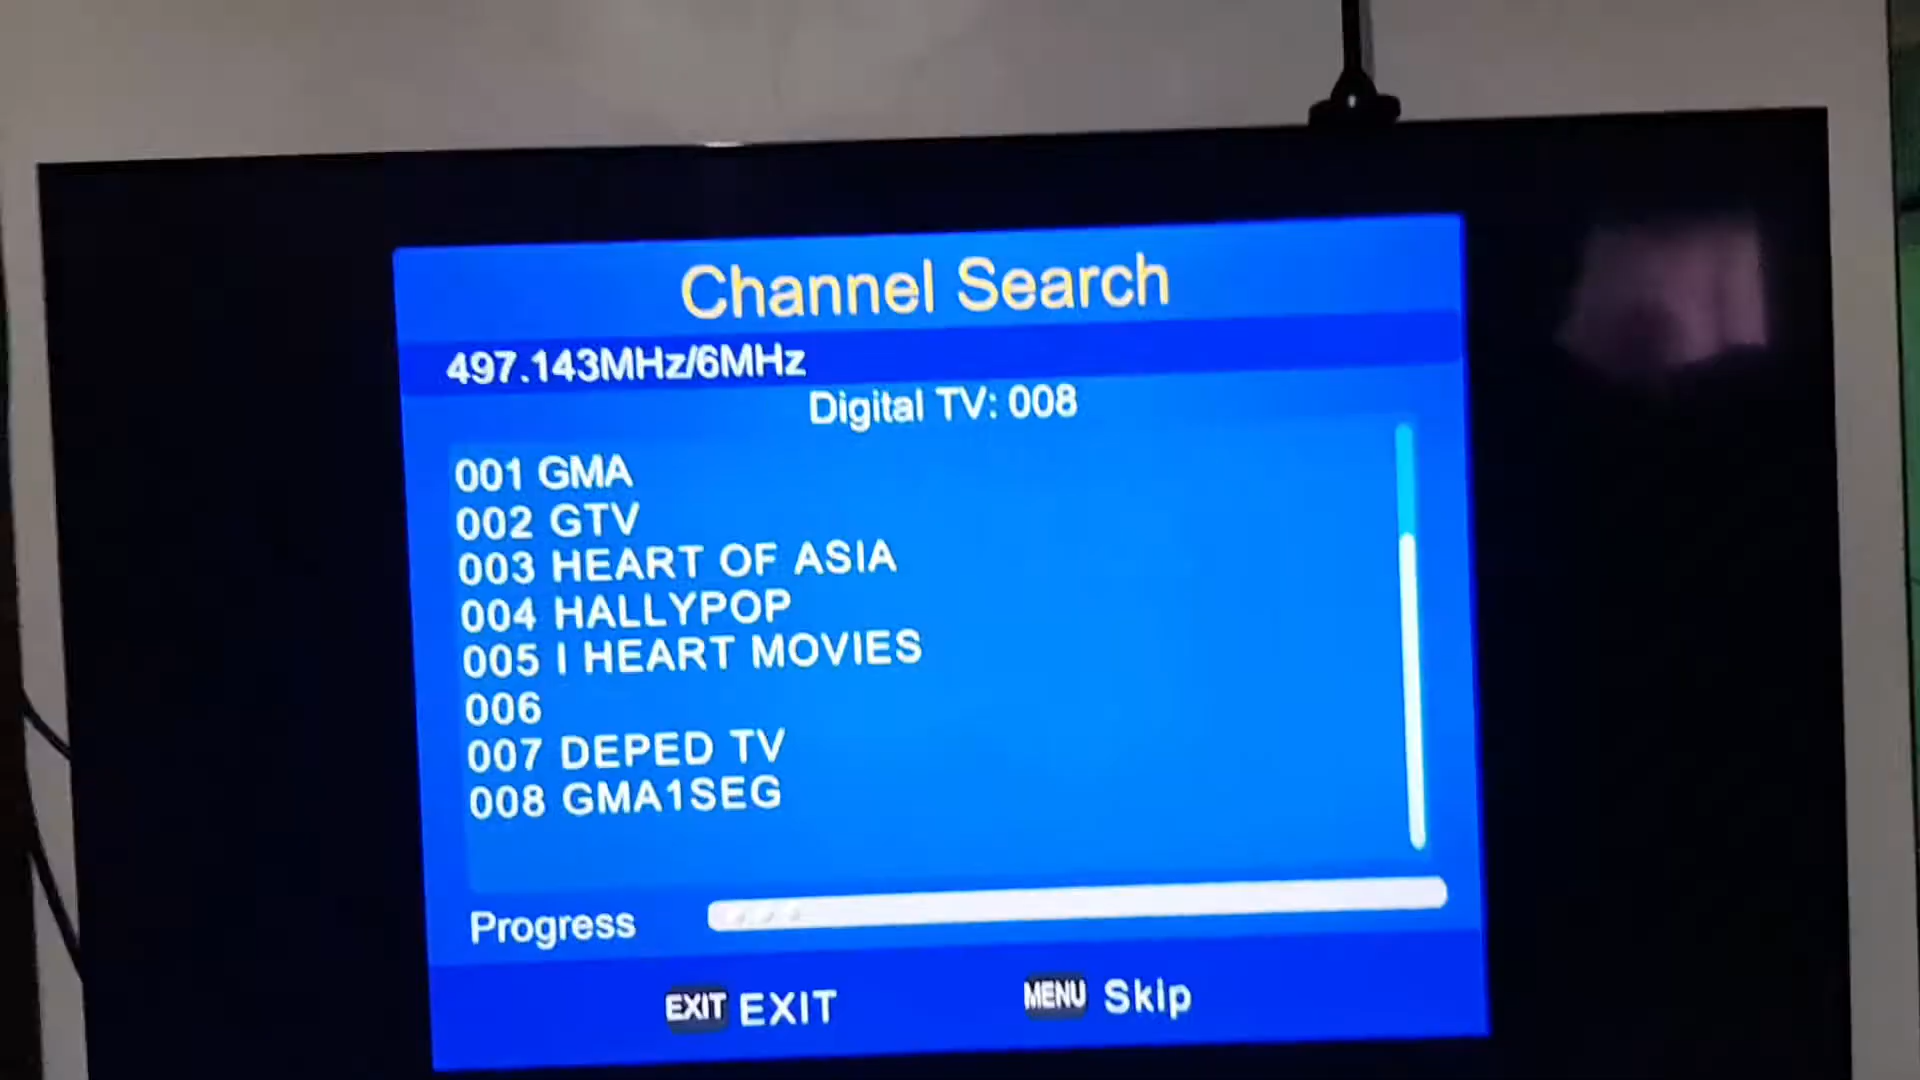 Channel Search
497.143MHz/6MHz
Digital TV: 008
001 GMA
002 GTV
003 HEART OF ASIA
004 HALLYPOP
005 I HEART MOVIES
006
007 DEPED TV
008 GMA1SEG
Progress
EXIT EXIT
MENU Skip